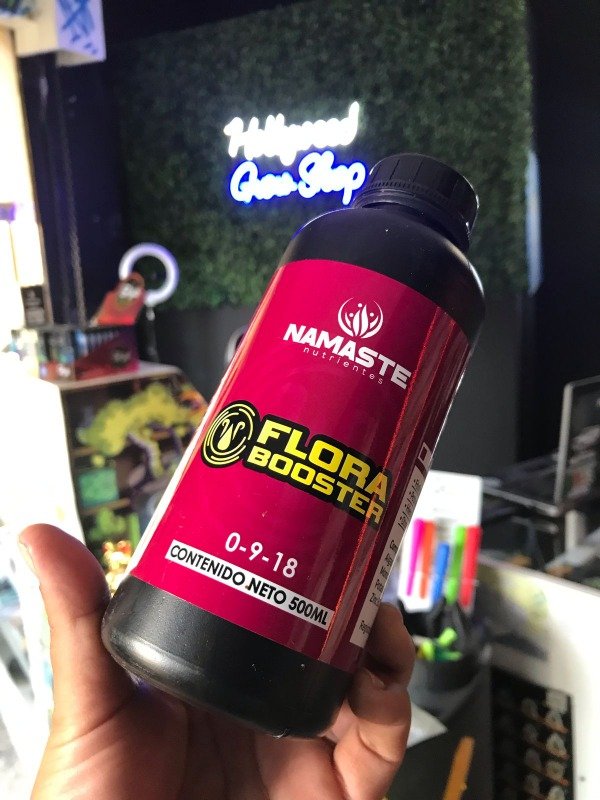 Hollywood
Grow Shop
NAMASTE
nutrientes
FLORA
BOOSTER
0-9-18
CONTENIDO NETO 500ML